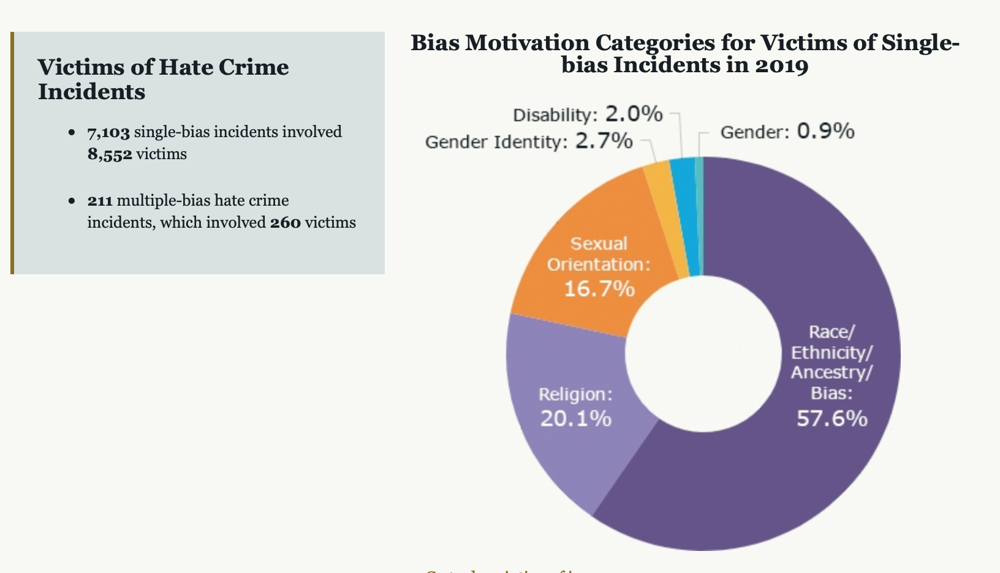 Victims of Hate Crime
Incidents
• 7,103 single-bias incidents involved
8,552 victims
• 211 multiple-bias hate crime
incidents, which involved 260 victims
Bias Motivation Categories for Victims of Single-
bias Incidents in 2019
Disability: 2.0%
Gender Identity: 2.7%
Gender: 0.9%
Sexual
Orientation:
16.7%
Race/
Ethnicity/
Ancestry/
Bias:
57.6%
Religion:
20.1%